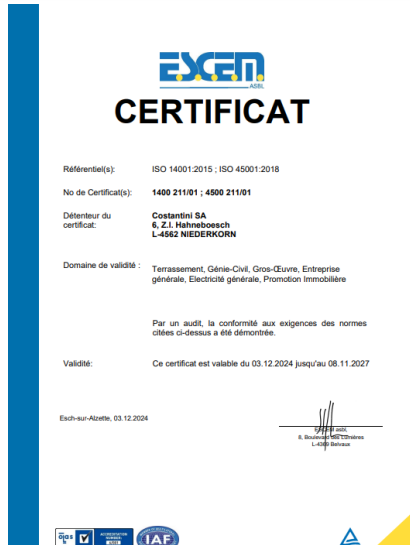 ESCEM
ASBL
CERTIFICAT
Référentiel(s): ISO 14001:2015 ; ISO 45001:2018
No de Certificat(s): 1400 211/01 ; 4500 211/01
Détenteur du certificat: Costantini SA
6, Z.I. Hahneboesch
L-4562 NIEDERKORN
Domaine de validité : Terrassement, Génie-Civil, Gros-Œuvre, Entreprise
générale, Electricité générale, Promotion Immobilière
Par un audit, la conformité aux exigences des normes
citées ci-dessus a été démontrée.
Validité: Ce certificat est valable du 03.12.2024 jusqu'au 08.11.2027
Esch-sur-Alzette, 03.12.2024
ESCEM asbl,
8, Boulevard des Lumières
L-4369 Belvaux
ACCREDITATION
NUMBER:
IAF